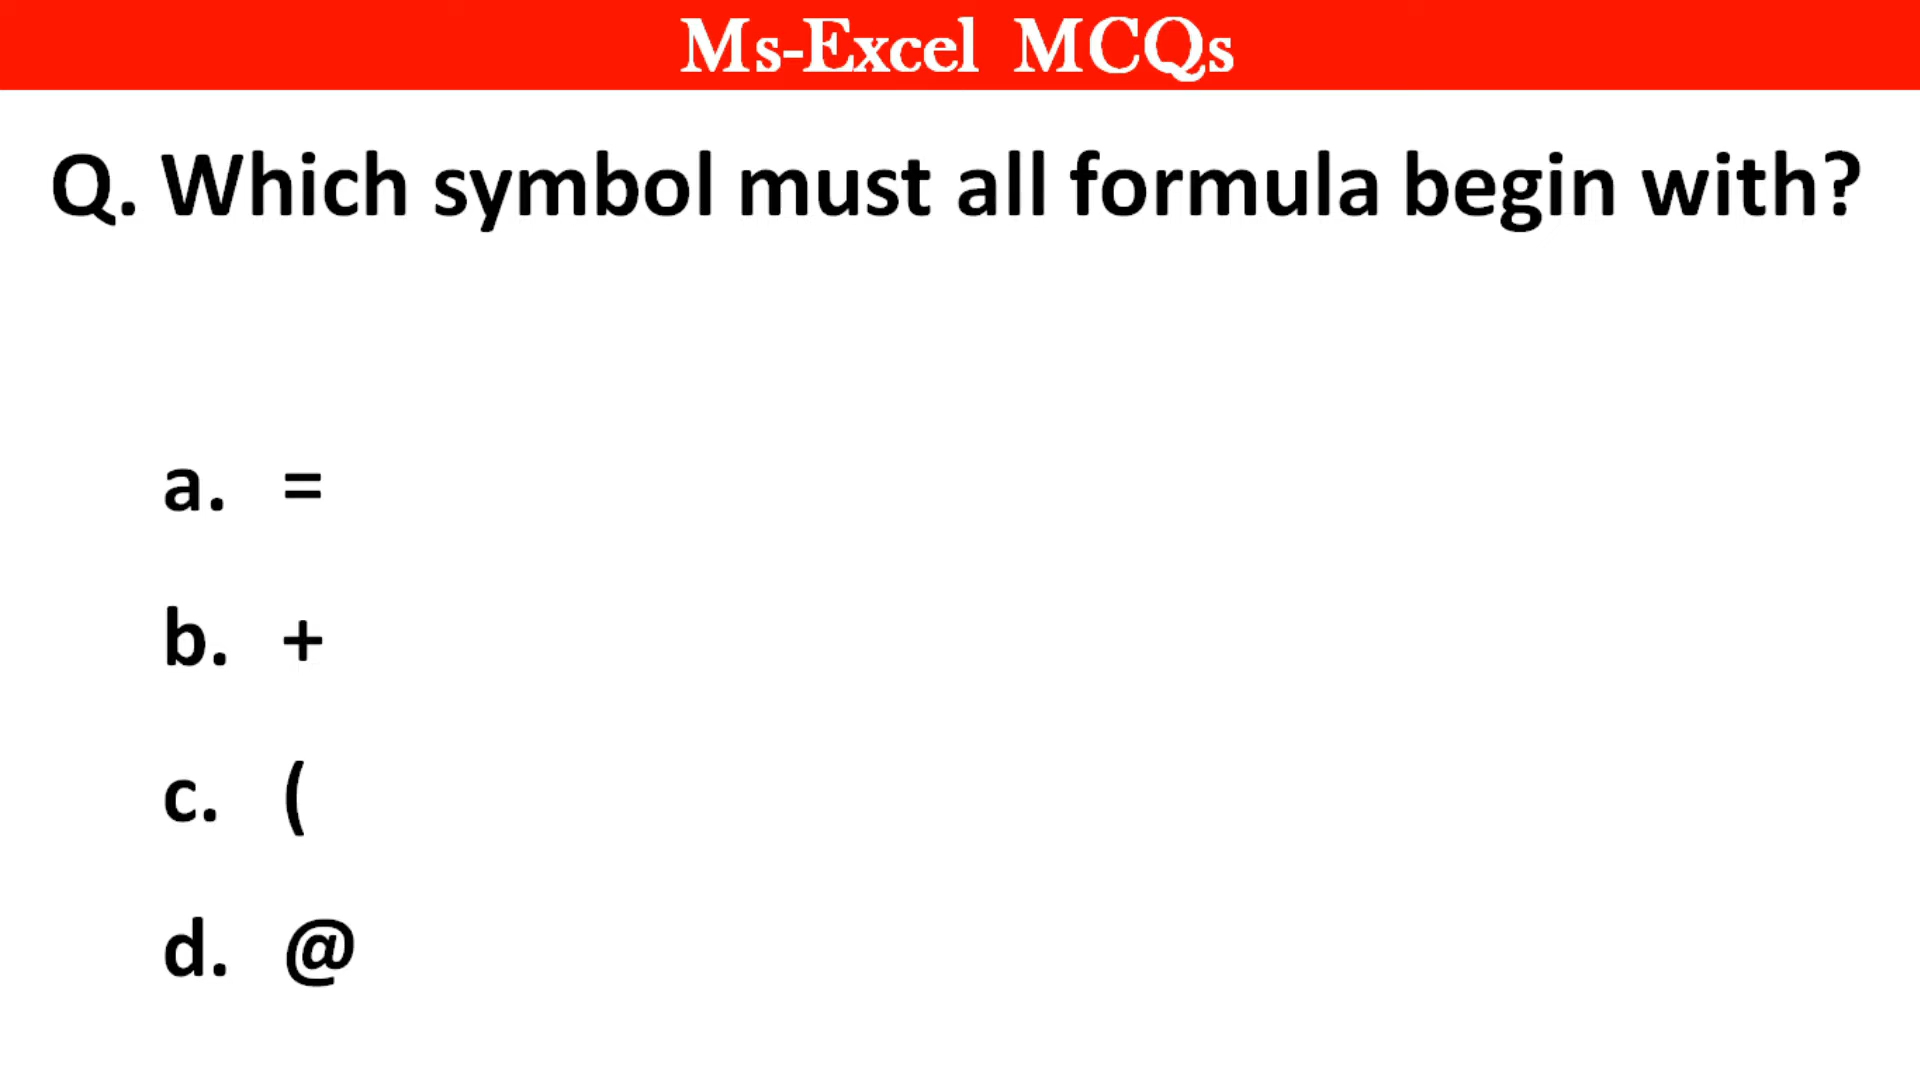 Ms-Excel MCQs
Q. Which symbol must all formula begin with?
a. =
b. +
c. (
d. @